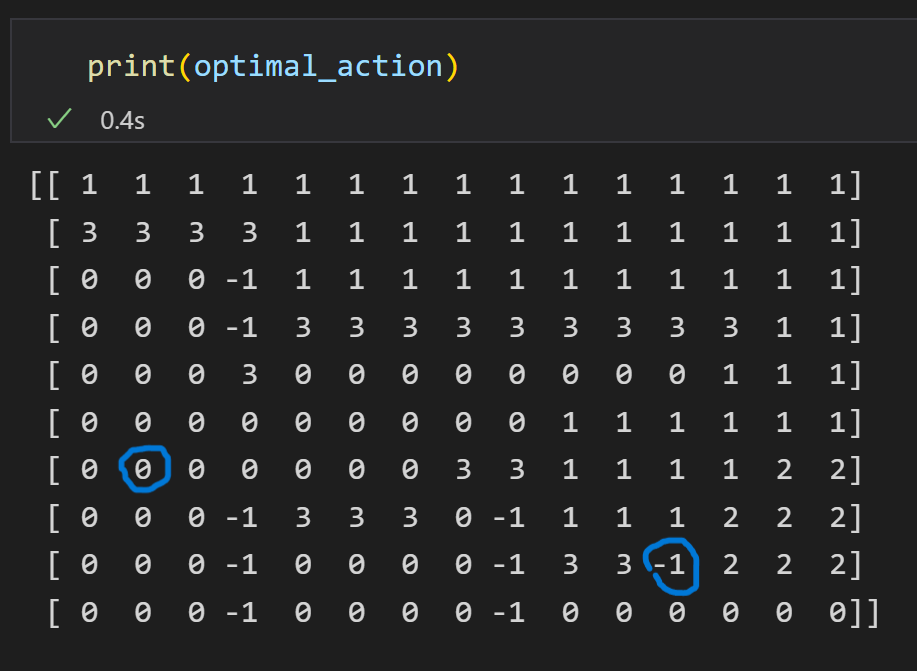 print(optimal_action)
0.4s
[[ 1  1  1  1  1  1  1  1  1  1  1  1  1  1  1]
 [ 3  3  3  3  1  1  1  1  1  1  1  1  1  1  1]
 [ 0  0  0 -1  1  1  1  1  1  1  1  1  1  1  1]
 [ 0  0  0 -1  3  3  3  3  3  3  3  3  3  1  1]
 [ 0  0  0  3  0  0  0  0  0  0  0  0  1  1  1]
 [ 0  0  0  0  0  0  0  0  0  1  1  1  1  1  1]
 [ 0  0  0  0  0  0  0  3  3  1  1  1  1  2  2]
 [ 0  0  0 -1  3  3  3  0 -1  1  1  1  2  2  2]
 [ 0  0  0 -1  0  0  0  0 -1  3  3 -1  2  2  2]
 [ 0  0  0 -1  0  0  0  0 -1  0  0  0  0  0  0]]